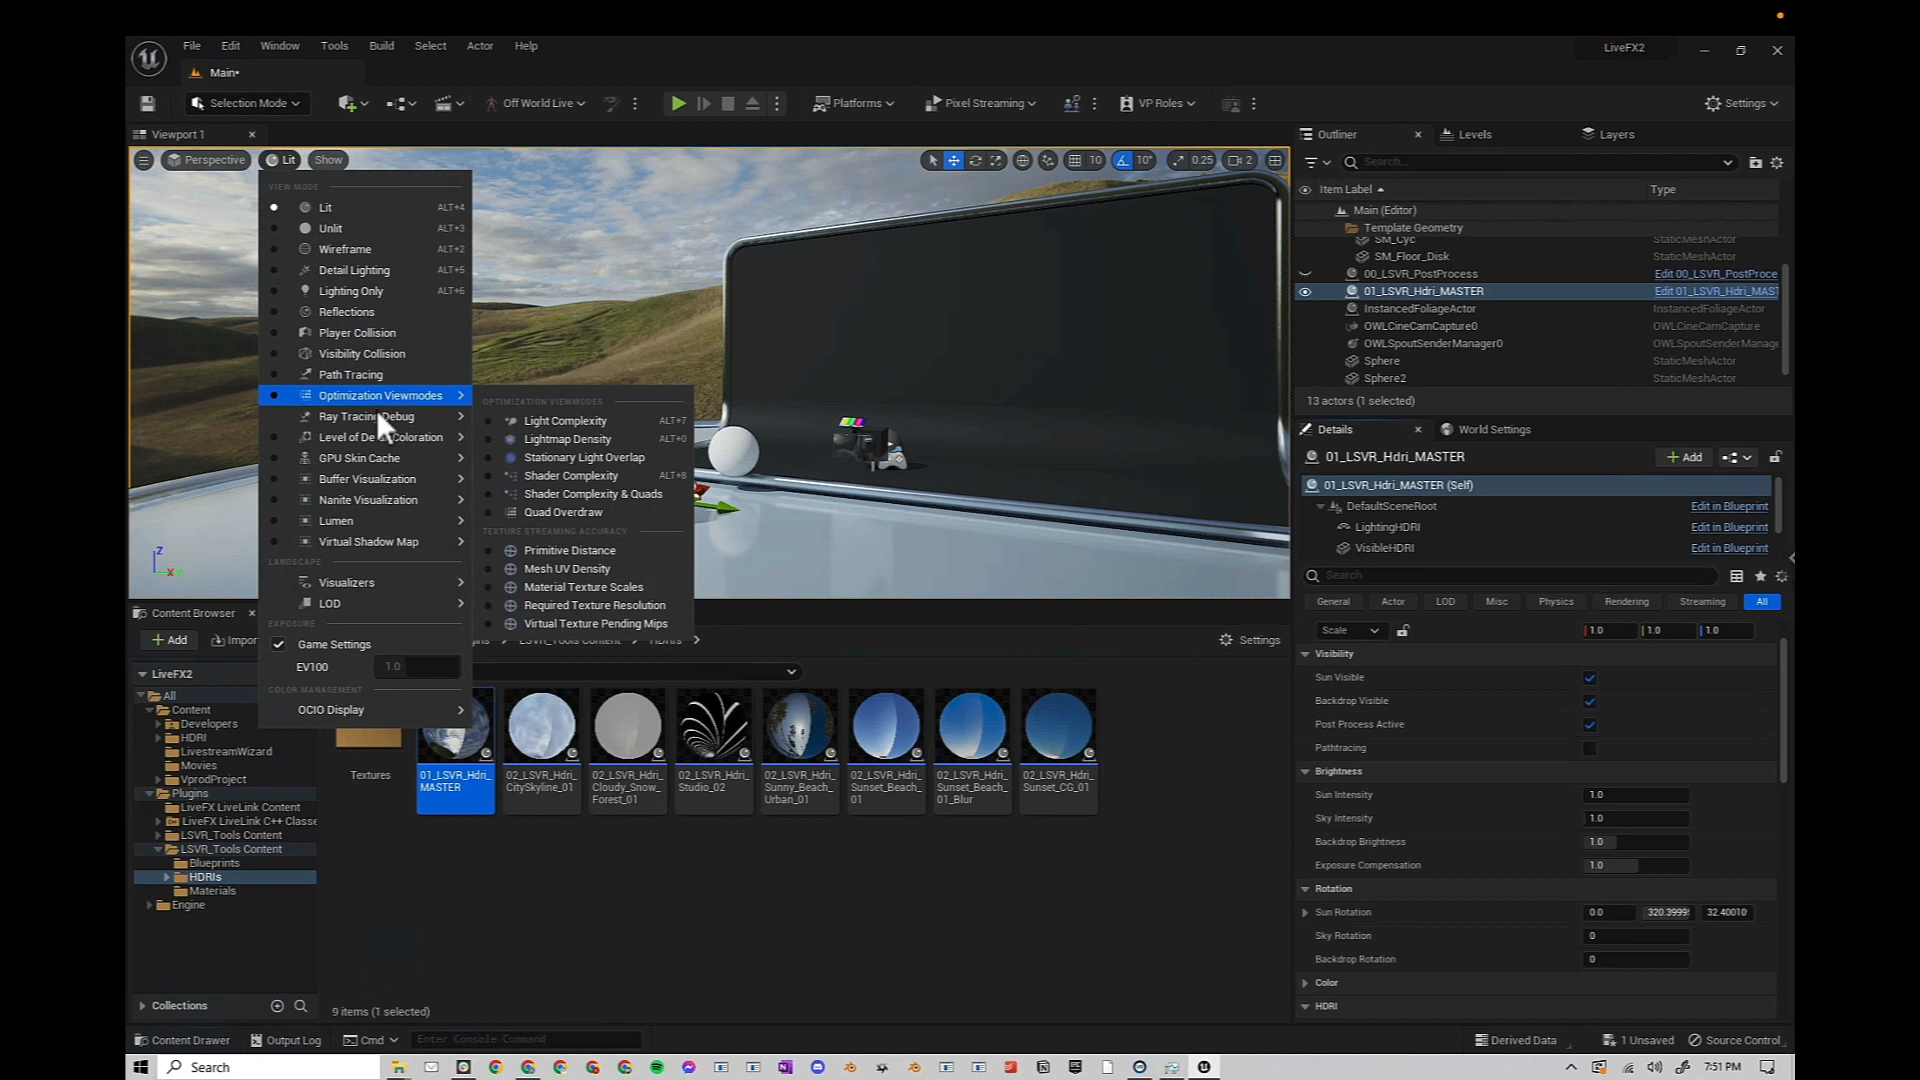 File Edit Window Tools Build Select Actor Help
LiveFX2
Main•
Selection Mode
Off World Live
Platforms
Pixel Streaming
VP Roles
Settings
Viewport 1
Perspective Lit Show
10 10° 0.25 2
VIEW MODE
Lit ALT+4
Unlit ALT+3
Wireframe ALT+2
Detail Lighting ALT+5
Lighting Only ALT+6
Reflections
Player Collision
Visibility Collision
Path Tracing
Optimization Viewmodes
Ray Tracing Debug
Level of Coloration
GPU Skin Cache
Buffer Visualization
Nanite Visualization
Lumen
Virtual Shadow Map
LANDSCAPE
Visualizers
LOD
EXPOSURE
Game Settings
EV100 1.0
COLOR MANAGEMENT
OCIO Display
OPTIMIZATION VIEWMODES
Light Complexity ALT+7
Lightmap Density ALT+0
Stationary Light Overlap
Shader Complexity ALT+8
Shader Complexity & Quads
Quad Overdraw
TEXTURE STREAMING ACCURACY
Primitive Distance
Mesh UV Density
Material Texture Scales
Required Texture Resolution
Virtual Texture Pending Mips
Z
X
Outliner Levels Layers
Search...
Item Label Type
Main (Editor)
Template Geometry
SM_Cyc StaticMeshActor
SM_Floor_Disk StaticMeshActor
00_LSVR_PostProcess Edit 00_LSVR_PostProce
01_LSVR_Hdri_MASTER Edit 01_LSVR_Hdri_MAST
InstancedFoliageActor InstancedFoliageActor
OWLCineCamCapture0 OWLCineCamCapture
OWLSpoutSenderManager0 OWLSpoutSenderManage
Sphere StaticMeshActor
Sphere2 StaticMeshActor
13 actors (1 selected)
Details World Settings
01_LSVR_Hdri_MASTER Add
01_LSVR_Hdri_MASTER (Self)
DefaultSceneRoot Edit in Blueprint
LightingHDRI Edit in Blueprint
VisibleHDRI Edit in Blueprint
Search
General Actor LOD Misc Physics Rendering Streaming All
Scale 1.0 1.0 1.0
Visibility
Sun Visible
Backdrop Visible
Post Process Active
Pathtracing
Brightness
Sun Intensity 1.0
Sky Intensity 1.0
Backdrop Brightness 1.0
Exposure Compensation 1.0
Rotation
Sun Rotation 0.0 320.3999 32.40010
Sky Rotation 0
Backdrop Rotation 0
Color
HDRI
Content Browser
Add Impor
LSVR_Tools Content HDRIs
Settings
LiveFX2
All
Content
Developers
HDRI
LivestreamWizard
Movies
VprodProject
Plugins
LiveFX LiveLink Content
LiveFX LiveLink C++ Classe
LSVR_Tools Content
LSVR_Tools Content
Blueprints
HDRIs
Materials
Engine
Textures
01_LSVR_Hdri_
MASTER
02_LSVR_Hdri_
CitySkyline_01
02_LSVR_Hdri_
Cloudy_Snow_
Forest_01
02_LSVR_Hdri_
Studio_02
02_LSVR_Hdri_
Sunny_Beach_
Urban_01
02_LSVR_Hdri_
Sunset_Beach_
01
02_LSVR_Hdri_
Sunset_Beach_
01_Blur
02_LSVR_Hdri_
Sunset_CG_01
Collections
9 items (1 selected)
Content Drawer Output Log Cmd Enter Console Command
Derived Data 1 Unsaved Source Control
Search
7:51 PM